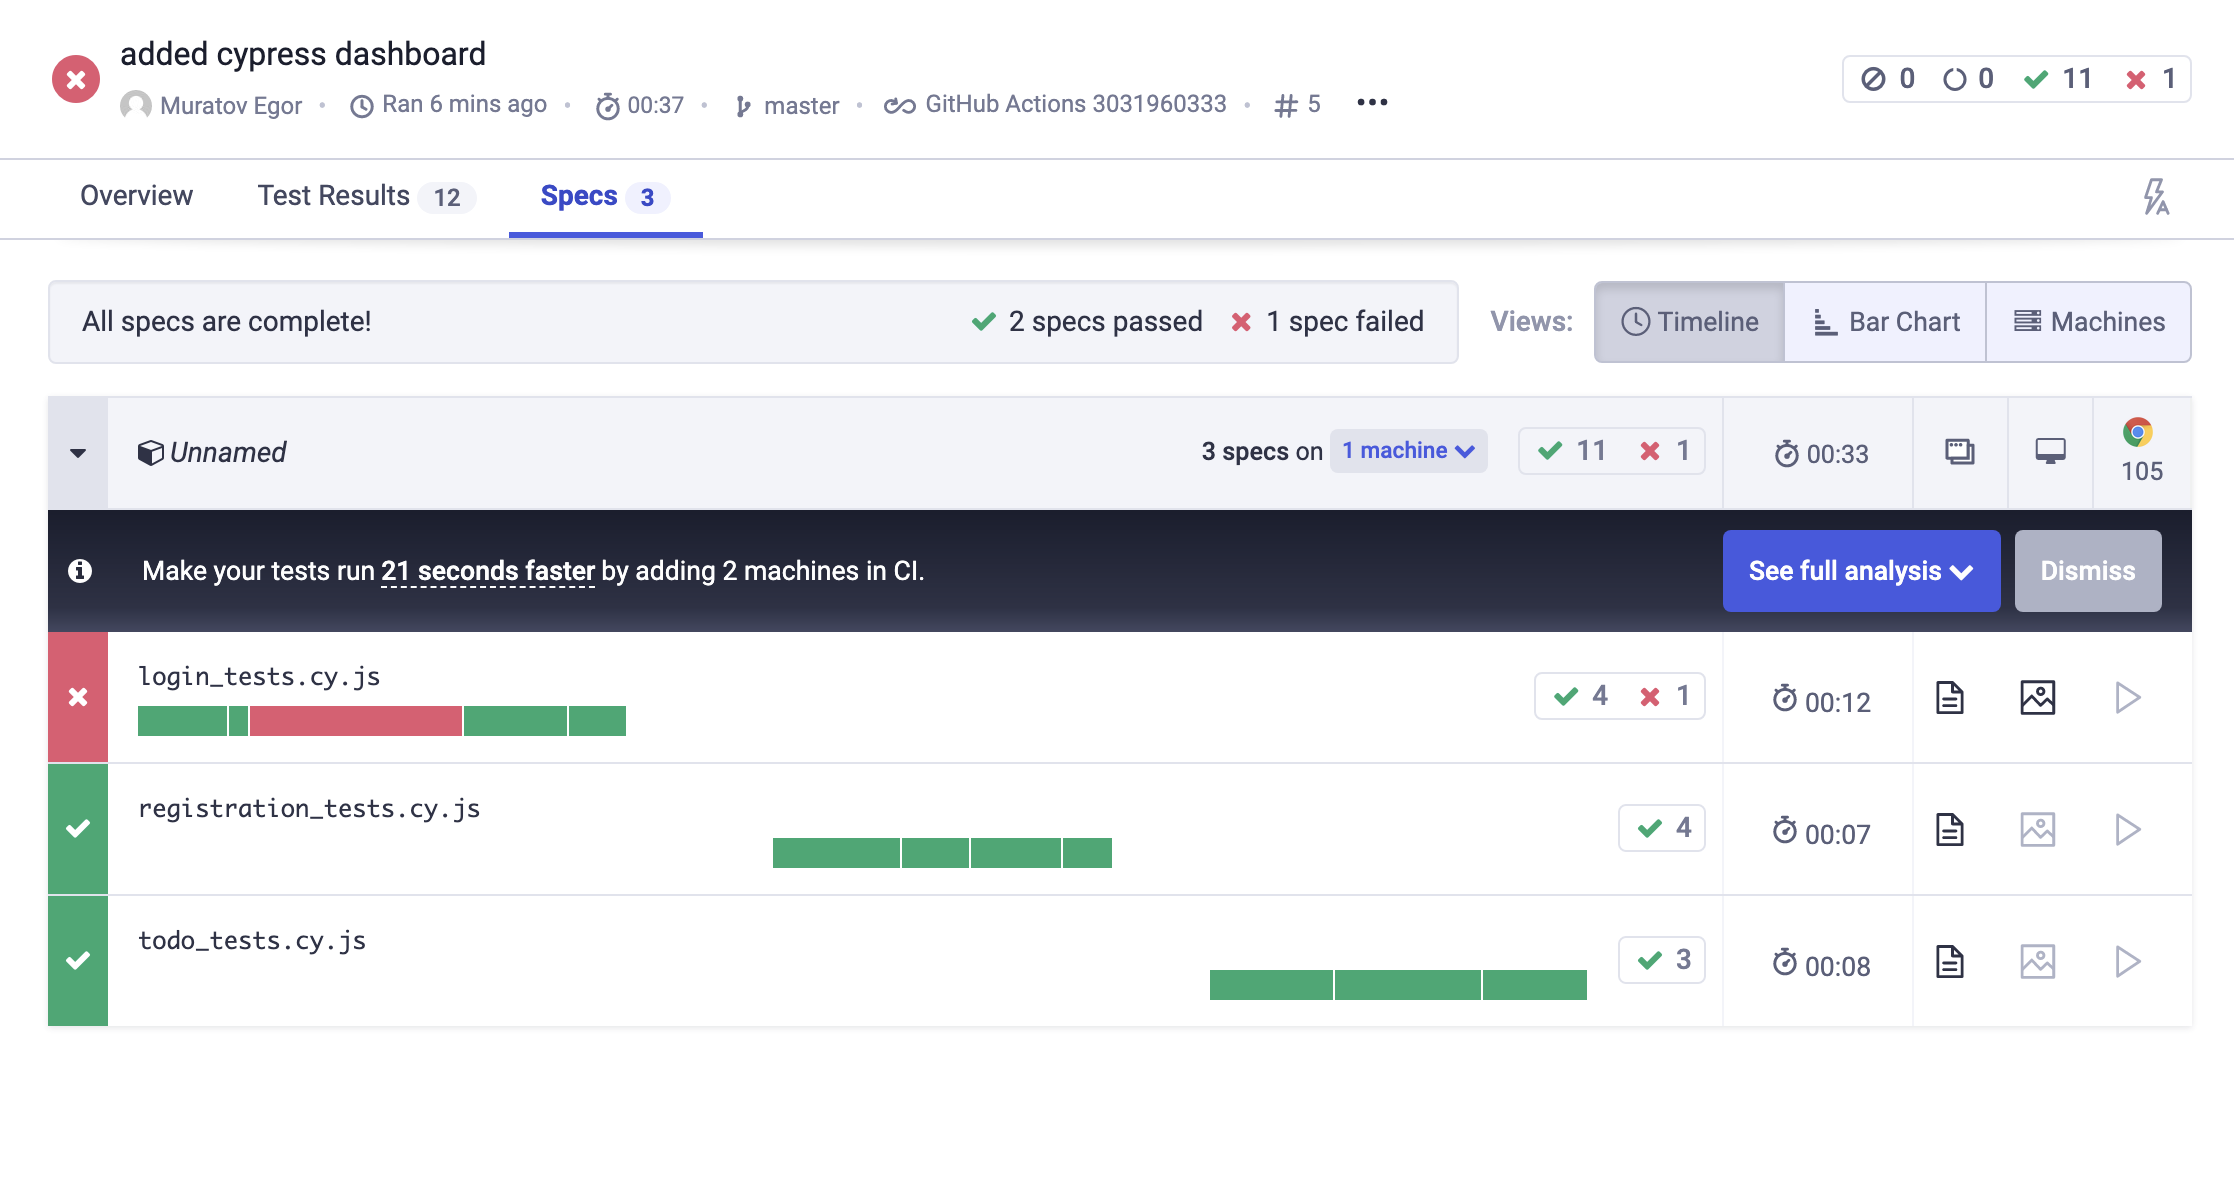 added cypress dashboard
Muratov Egor • Ran 6 mins ago • 00:37 • master • GitHub Actions 3031960333 • # 5 •••
0 0 11 1
Overview Test Results 12 Specs 3
All specs are complete! 2 specs passed 1 spec failed Views: Timeline Bar Chart Machines
Unnamed 3 specs on 1 machine 11 1 00:33 105
Make your tests run 21 seconds faster by adding 2 machines in CI. See full analysis Dismiss
login_tests.cy.js 4 1 00:12
registration_tests.cy.js 4 00:07
todo_tests.cy.js 3 00:08